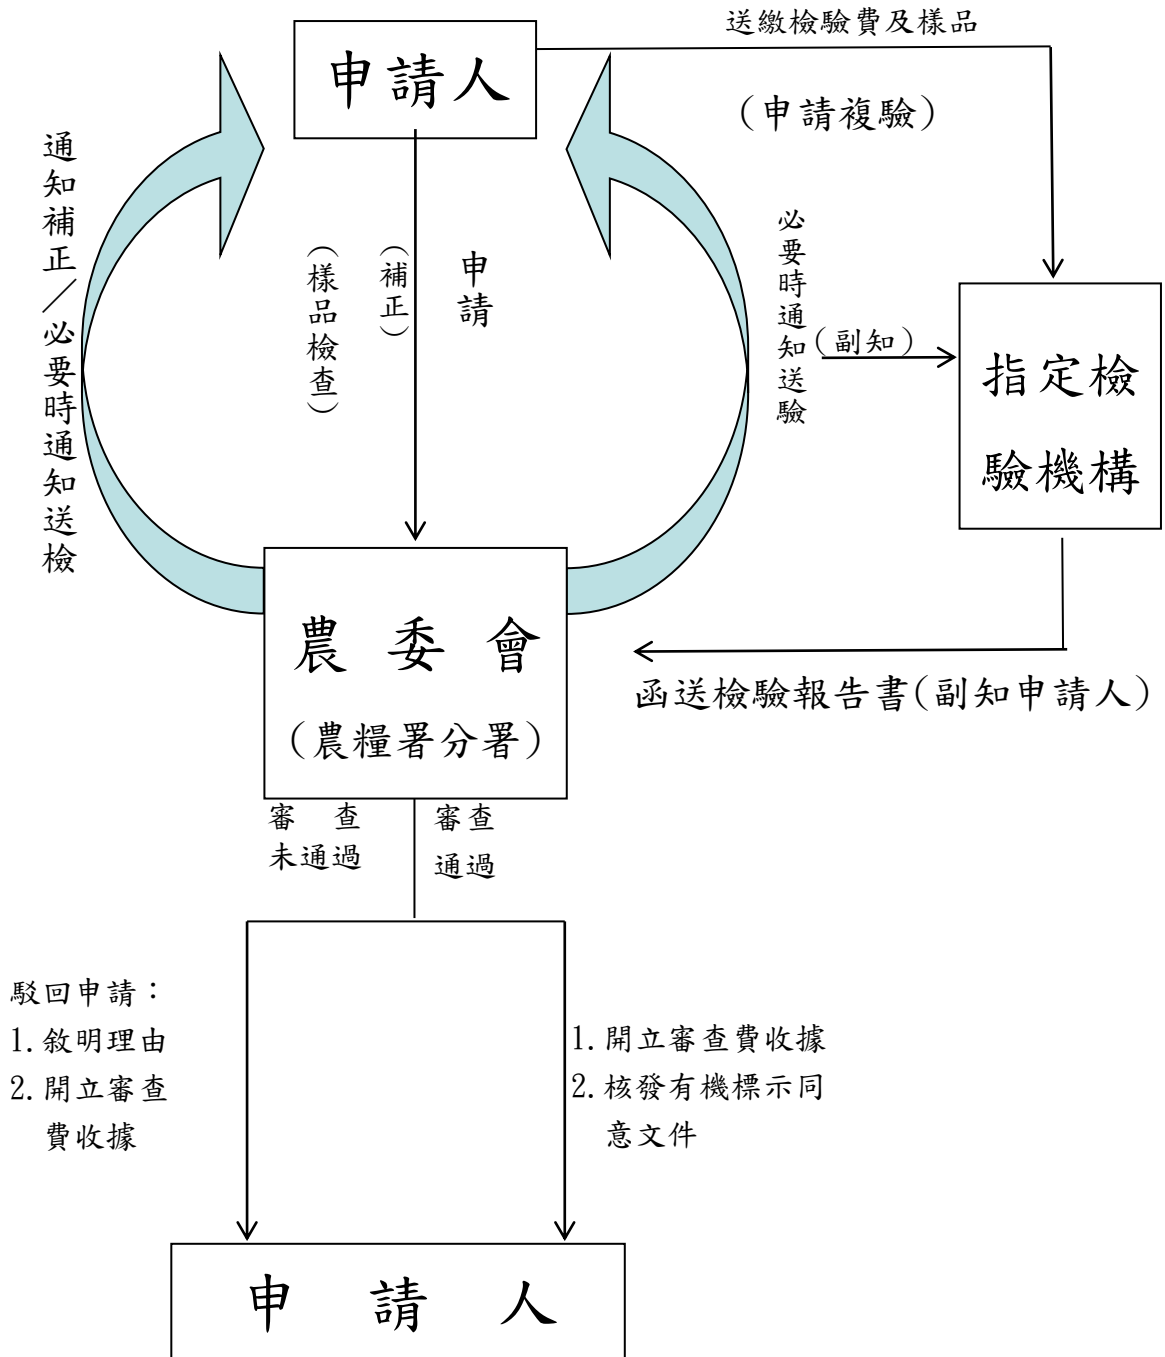 送繳檢驗費及樣品
申請人
(申請複驗)
通知補正／必要時通知送檢
(樣品檢查)
(補正)
申請
必要時通知送驗
(副知)
指定檢
驗機構
農委會
(農糧署分署)
函送檢驗報告書(副知申請人)
審查
未通過
審查
通過
駁回申請：
1.敘明理由
2.開立審查
費收據
1.開立審查費收據
2.核發有機標示同
意文件
申請人